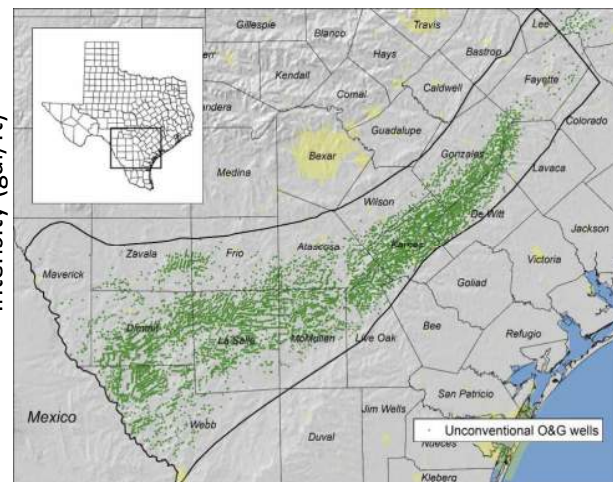 Gillespie
Blanco
Travis
Lee
Hays
Bastrop
Kendall
Fayette
Comal
Caldwell
Colorado
Guadalupe
Medina
Bexar
Gonzales
Lavaca
Wilson
De Witt
Jackson
Maverick
Zavala
Frio
Atascosa
Karnes
Victoria
Goliad
Dimmit
La Salle
McMullen
Live Oak
Bee
Refugio
San Patricio
Mexico
Webb
Duval
Jim Wells
Unconventional O&G wells
Nueces
Kleberg